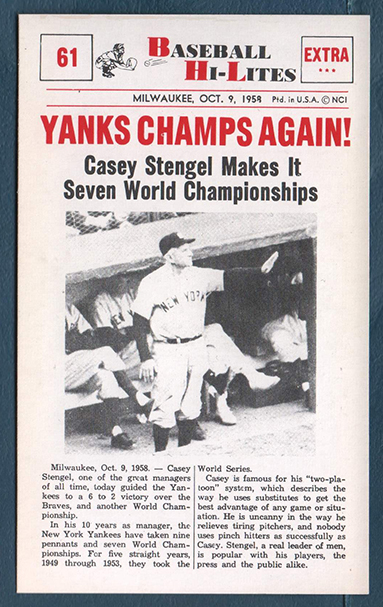 61
BASEBALL
HI-LITES
EXTRA
MILWAUKEE, OCT. 9, 1958 Ptd. in U.S.A. © NCI
YANKS CHAMPS AGAIN!
Casey Stengel Makes It
Seven World Championships
NEW YORK
Milwaukee, Oct. 9, 1958. — Casey
Stengel, one of the great managers
of all time, today guided the Yan-
kees to a 6 to 2 victory over the
Braves, and another World Cham-
pionship.
In his 10 years as manager, the
New York Yankees have taken nine
pennants and seven World Cham-
pionships. For five straight years,
1949 through 1953, they took the
World Series.
Casey is famous for his "two-pla-
toon" system, which describes the
way he uses substitutes to get the
best advantage of any game or situ-
ation. He is uncanny in the way he
relieves tiring pitchers, and nobody
uses pinch hitters as successfully as
Casey. Stengel, a real leader of men,
is popular with his players, the
press and the public alike.